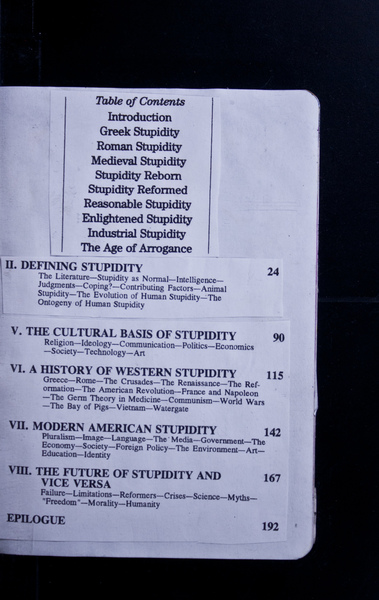 Table of Contents
Introduction
Greek Stupidity
Roman Stupidity
Medieval Stupidity
Stupidity Reborn
Stupidity Reformed
Reasonable Stupidity
Enlightened Stupidity
Industrial Stupidity
The Age of Arrogance
II. DEFINING STUPIDITY 24
The Literature—Stupidity as Normal—Intelligence—
Judgments—Coping?—Contributing Factors—Animal
Stupidity—The Evolution of Human Stupidity—The
Ontogeny of Human Stupidity
V. THE CULTURAL BASIS OF STUPIDITY 90
Religion—Ideology—Communication—Politics—Economics
—Society—Technology—Art
VI. A HISTORY OF WESTERN STUPIDITY 115
Greece—Rome—The Crusades—The Renaissance—The Ref-
ormation—The American Revolution—France and Napoleon
—The Germ Theory in Medicine—Communism—World Wars
—The Bay of Pigs—Vietnam—Watergate
VII. MODERN AMERICAN STUPIDITY 142
Pluralism—Image—Language—The Media—Government—The
Economy—Society—Foreign Policy—The Environment—Art—
Education—Identity
VIII. THE FUTURE OF STUPIDITY AND 167
VICE VERSA
Failure—Limitations—Reformers—Crises—Science—Myths—
"Freedom"—Morality—Humanity
EPILOGUE 192